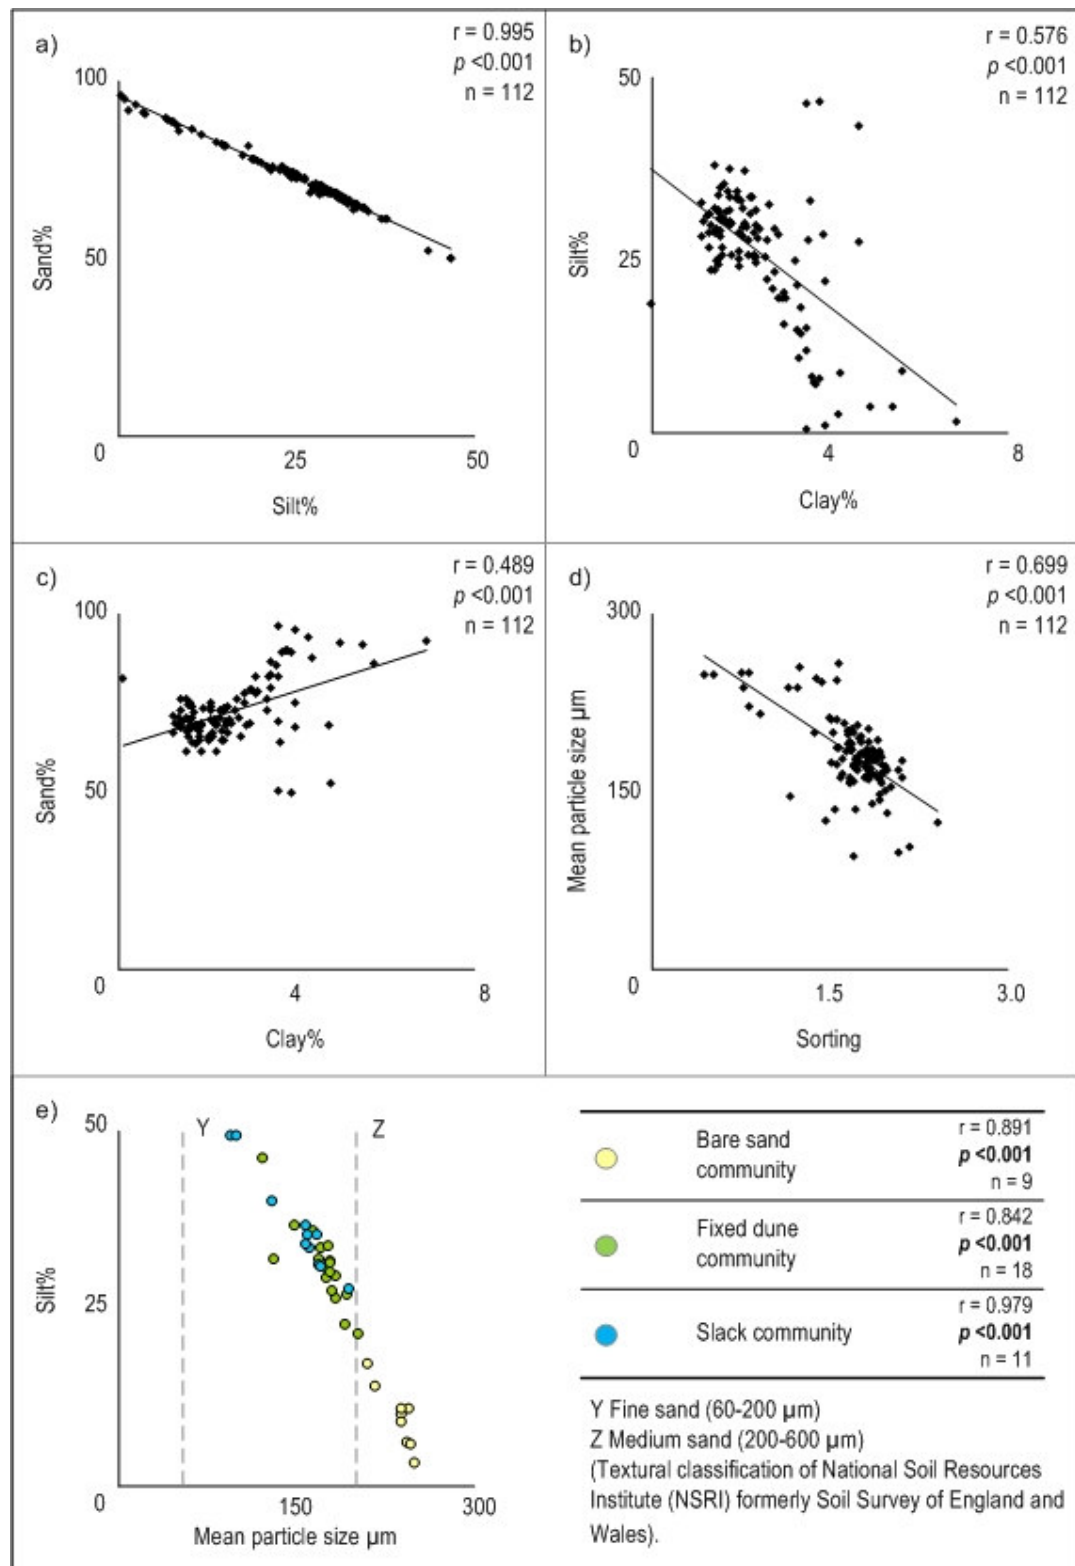 a)
r = 0.995
p <0.001
n = 112
100
50
0
Sand%
25
50
Silt%
b)
r = 0.576
p <0.001
n = 112
50
25
0
Silt%
4
8
Clay%
c)
r = 0.489
p <0.001
n = 112
100
50
0
Sand%
4
8
Clay%
d)
r = 0.699
p <0.001
n = 112
300
150
0
Mean particle size µm
1.5
3.0
Sorting
e)
50
25
0
Silt%
Y
Z
150
300
Mean particle size µm
Bare sand
community
r = 0.891
p <0.001
n = 9
Fixed dune
community
r = 0.842
p <0.001
n = 18
Slack community
r = 0.979
p <0.001
n = 11
Y Fine sand (60-200 µm)
Z Medium sand (200-600 µm)
(Textural classification of National Soil Resources
Institute (NSRI) formerly Soil Survey of England and
Wales).